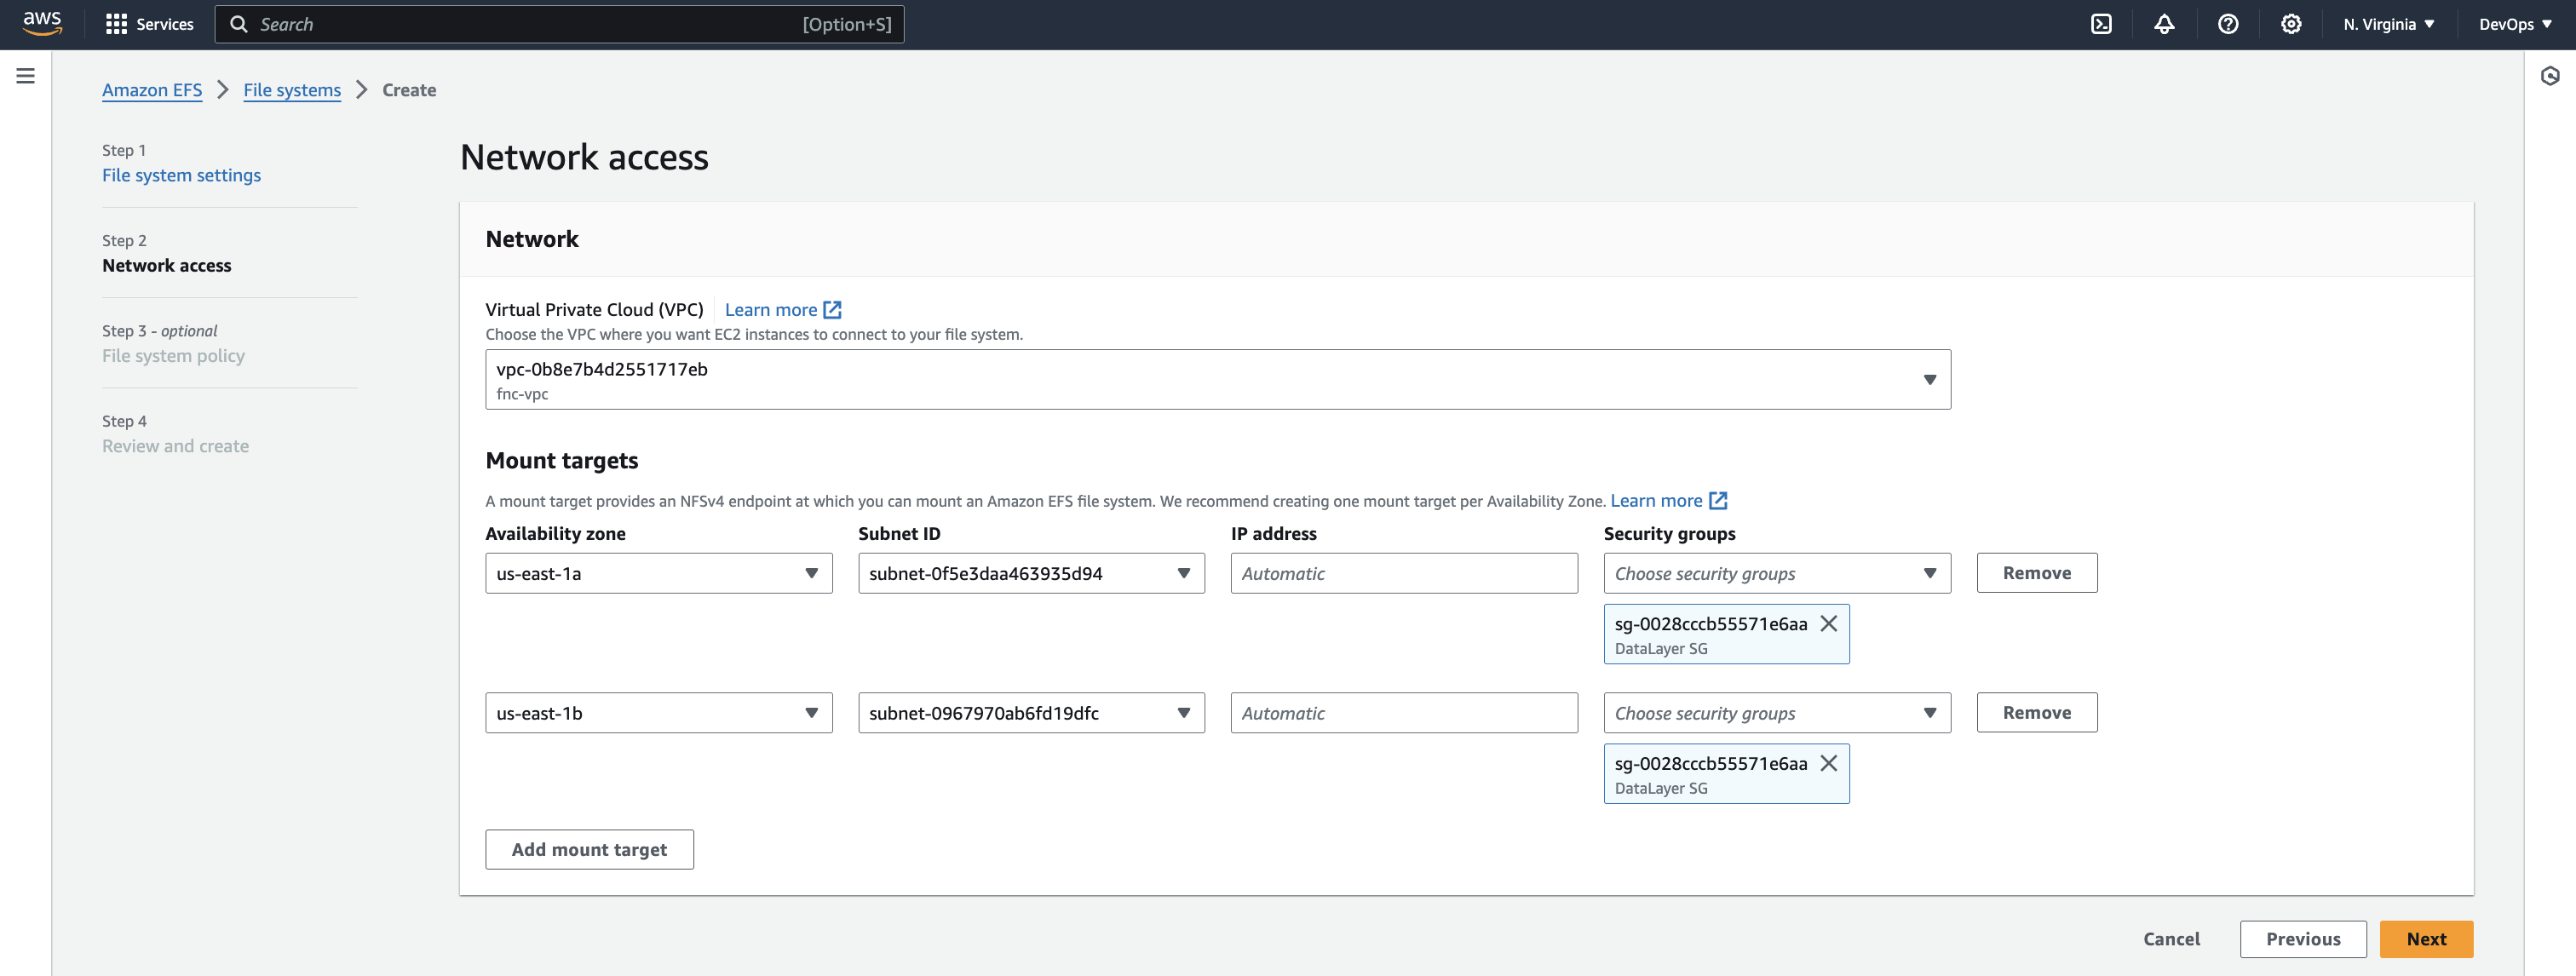 aws
Services
Search
[Option+S]
N. Virginia
DevOps
Amazon EFS
File systems
Create
Step 1
File system settings
Step 2
Network access
Step 3 - optional
File system policy
Step 4
Review and create
Network access
Network
Virtual Private Cloud (VPC)
Learn more
Choose the VPC where you want EC2 instances to connect to your file system.
vpc-0b8e7b4d2551717eb
fnc-vpc
Mount targets
A mount target provides an NFSv4 endpoint at which you can mount an Amazon EFS file system. We recommend creating one mount target per Availability Zone. Learn more
Availability zone
Subnet ID
IP address
Security groups
us-east-1a
subnet-0f5e3daa463935d94
Automatic
Choose security groups
Remove
sg-0028cccb55571e6aa
DataLayer SG
us-east-1b
subnet-0967970ab6fd19dfc
Automatic
Choose security groups
Remove
sg-0028cccb55571e6aa
DataLayer SG
Add mount target
Cancel
Previous
Next